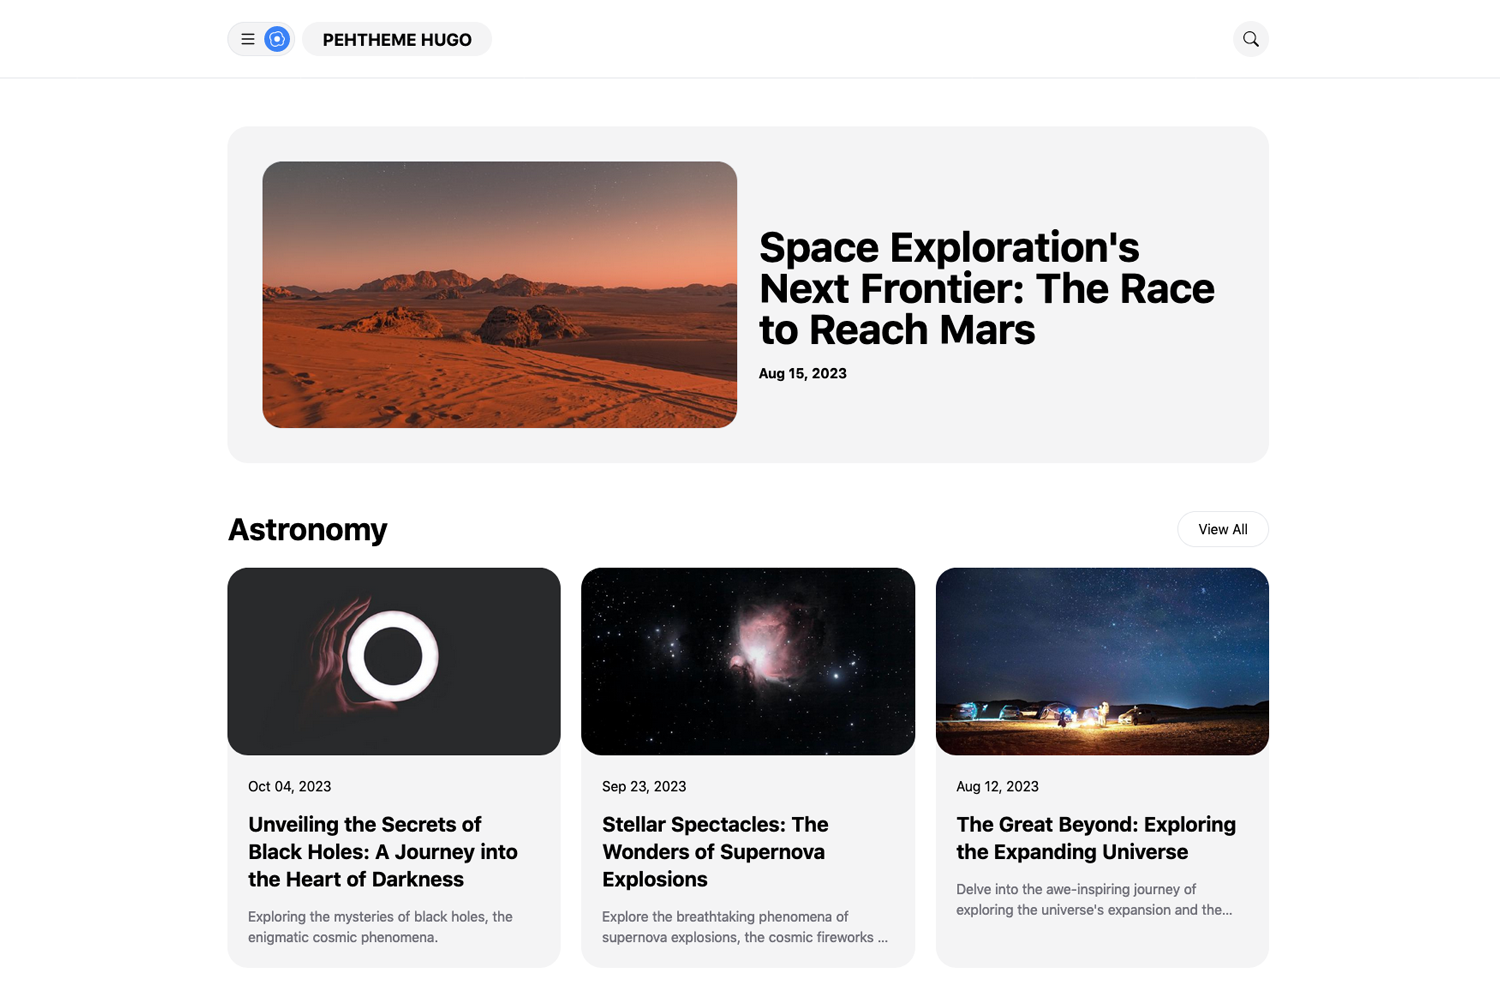 PEHTHEME HUGO
Space Exploration's
Next Frontier: The Race
to Reach Mars
Aug 15, 2023
Astronomy
View All
Oct 04, 2023
Unveiling the Secrets of
Black Holes: A Journey into
the Heart of Darkness
Exploring the mysteries of black holes, the
enigmatic cosmic phenomena.
Sep 23, 2023
Stellar Spectacles: The
Wonders of Supernova
Explosions
Explore the breathtaking phenomena of
supernova explosions, the cosmic fireworks ...
Aug 12, 2023
The Great Beyond: Exploring
the Expanding Universe
Delve into the awe-inspiring journey of
exploring the universe's expansion and the...